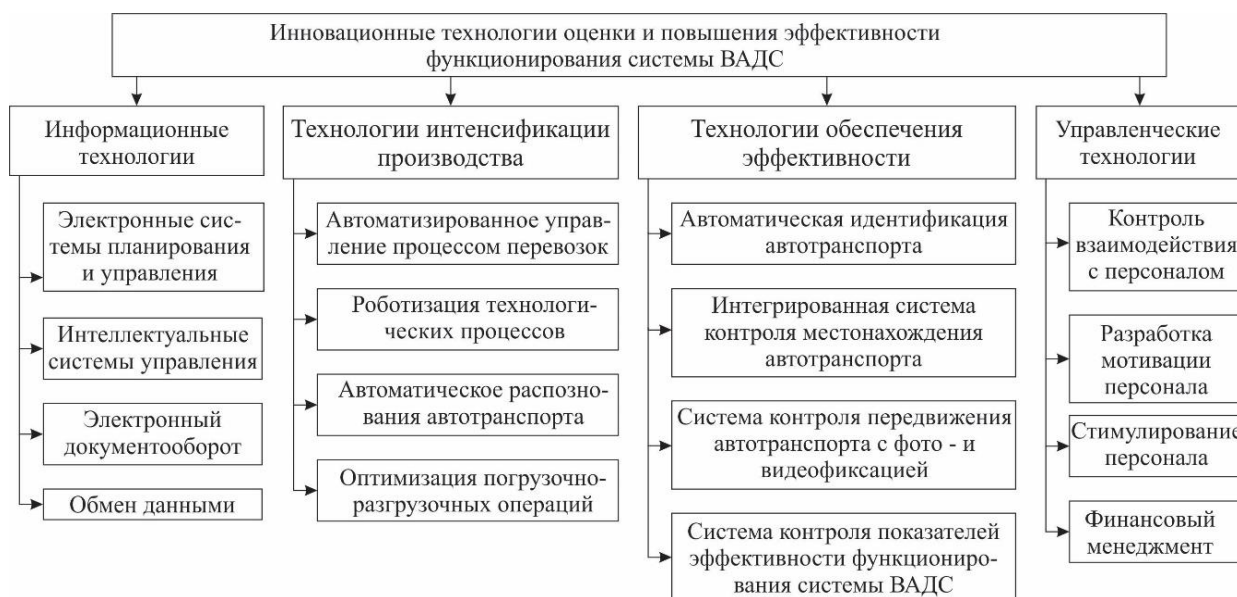 Инновационные технологии оценки и повышения эффективности
функционирования системы ВАДС
Информационные
технологии
Электронные сис-
темы планирования
и управления
Интеллектуальные
системы управления
Электронный
документооборот
Обмен данными
Технологии интенсификации
производства
Автоматизированное управ-
ление процессом перевозок
Роботизация технологи-
ческих процессов
Автоматическое распозно-
вания автотранспорта
Оптимизация погрузочно-
разгрузочных операций
Технологии обеспечения
эффективности
Автоматическая идентификация
автотранспорта
Интегрированная система
контроля местонахождения
автотранспорта
Система контроля передвижения
автотранспорта с фото - и
видеофиксацией
Система контроля показателей
эффективности функциониро-
вания системы ВАДС
Управленческие
технологии
Контроль
взаимодействия
с персоналом
Разработка
мотивации
персонала
Стимулирование
персонала
Финансовый
менеджмент